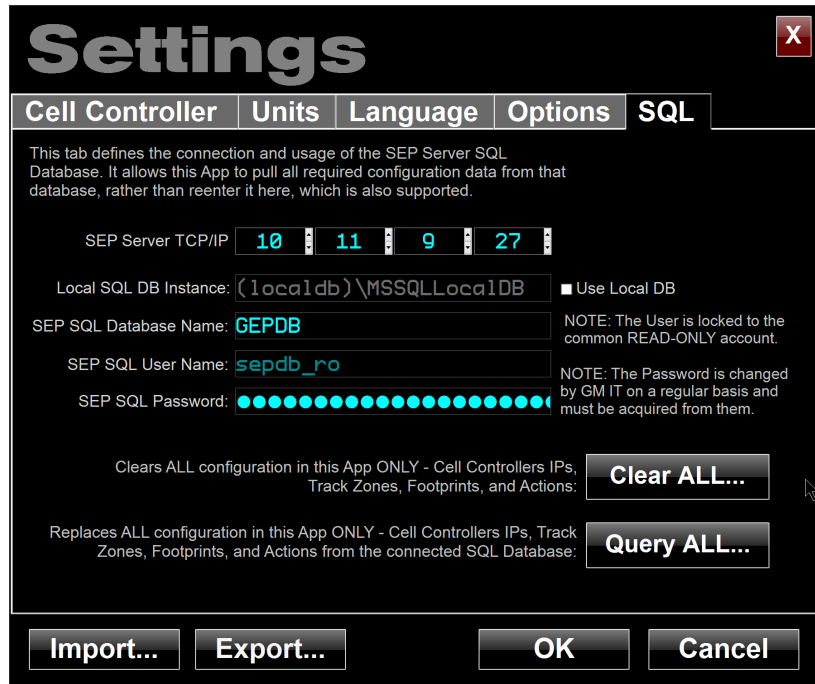 Settings
X
Cell Controller Units Language Options SQL
This tab defines the connection and usage of the SEP Server SQL
Database. It allows this App to pull all required configuration data from that
database, rather than reenter it here, which is also supported.
SEP Server TCP/IP 10 11 9 27
Local SQL DB Instance: (localdb)\MSSQLLocalDB Use Local DB
SEP SQL Database Name: GEPDB
NOTE: The User is locked to the
common READ-ONLY account.
SEP SQL User Name: sepdb_ro
NOTE: The Password is changed
by GM IT on a regular basis and
must be acquired from them.
SEP SQL Password: ●●●●●●●●●●●●●●●●●●●●●
Clears ALL configuration in this App ONLY - Cell Controllers IPs,
Track Zones, Footprints, and Actions:
Clear ALL...
Replaces ALL configuration in this App ONLY - Cell Controllers IPs, Track
Zones, Footprints, and Actions from the connected SQL Database:
Query ALL...
Import... Export... OK Cancel